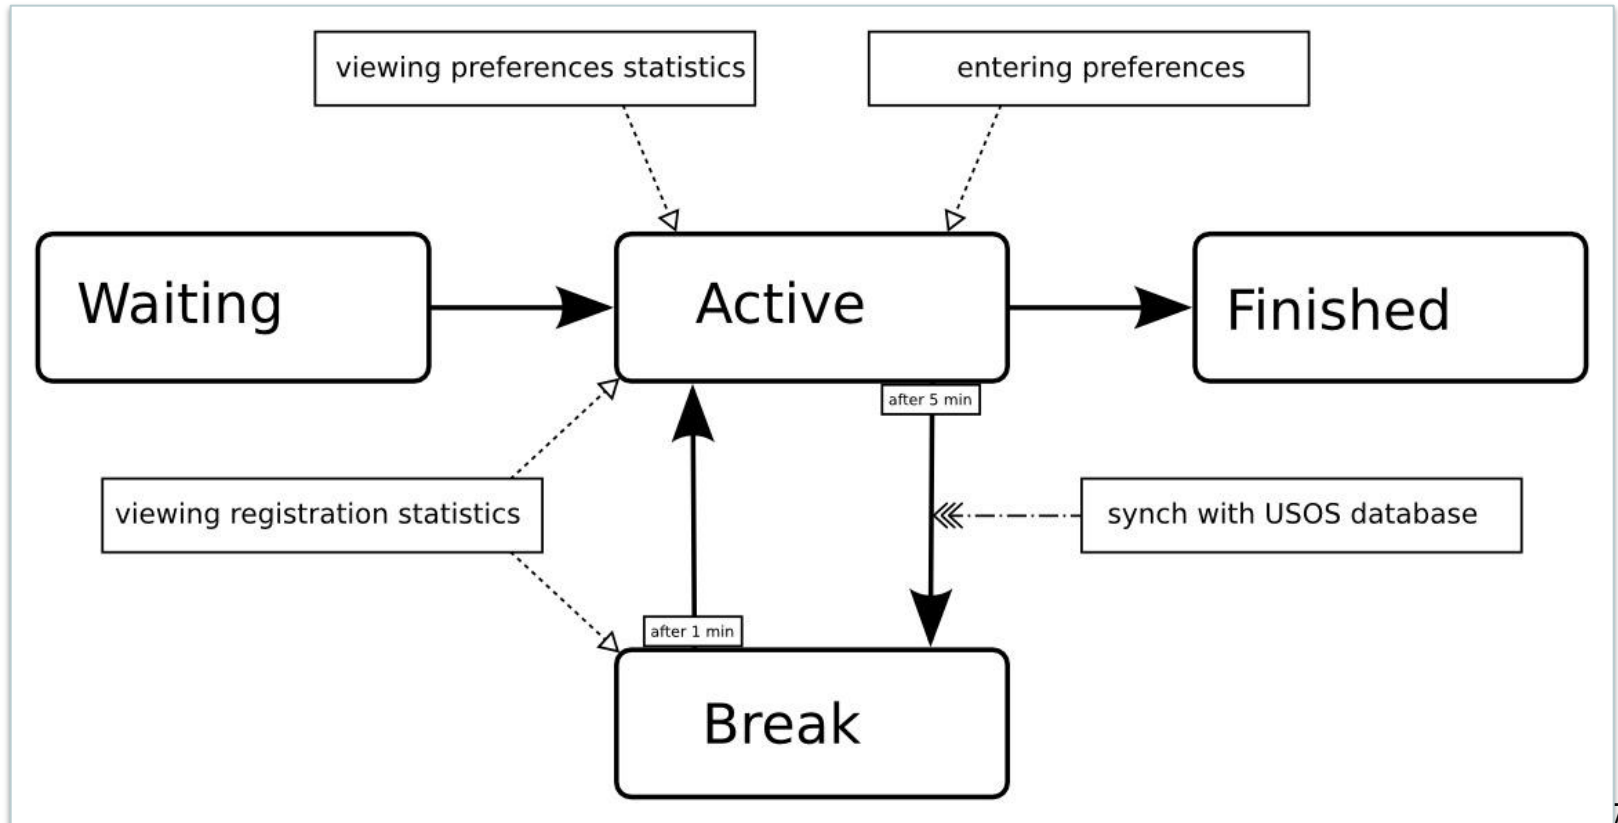 viewing preferences statistics
entering preferences
Waiting
Active
Finished
after 5 min
viewing registration statistics
synch with USOS database
after 1 min
Break